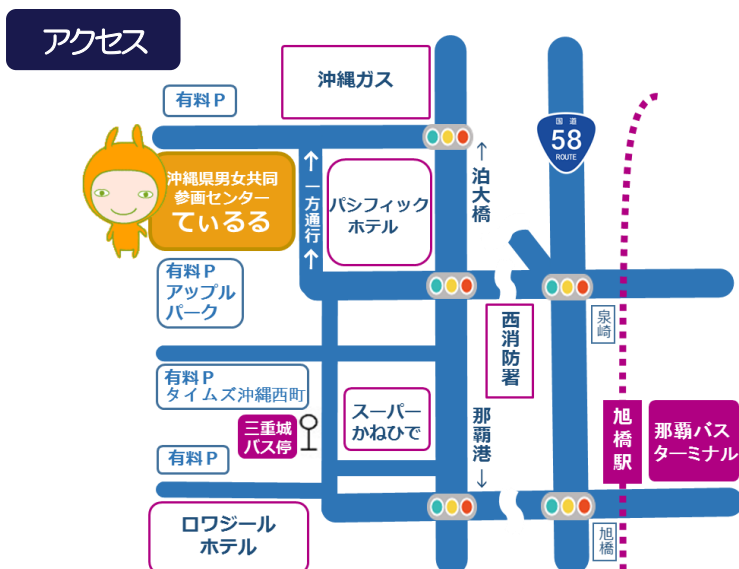 アクセス
沖縄ガス
有料P
国道
58
ROUTE
↑泊大橋
沖縄県男女共同
参画センター
てぃるる
↑一方通行↑
パシフィック
ホテル
有料P
アップル
パーク
西消防署
泉崎
有料P
タイムズ沖縄西町
スーパー
かねひで
三重城
バス停
那覇港↓
旭橋駅
那覇バス
ターミナル
有料P
ロワジール
ホテル
旭橋